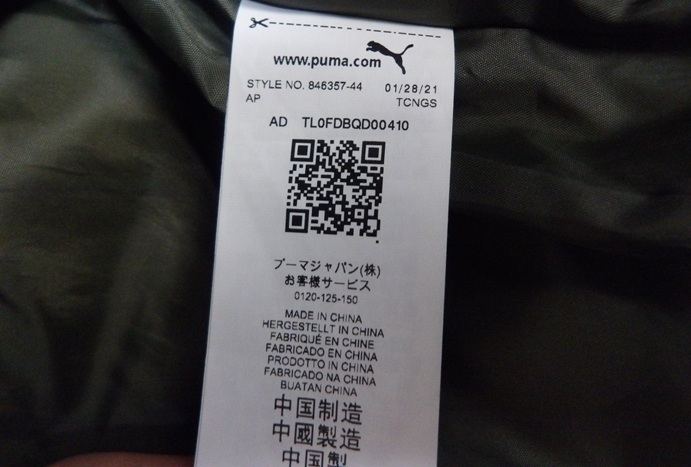 www.puma.com
STYLE NO. 846357-44 01/28/21
AP TCNGS
AD TL0FDBQD00410
プーマジャパン(株)
お客様サービス
0120-125-150
MADE IN CHINA
HERGESTELLT IN CHINA
FABRIQUÉ EN CHINE
FABRICADO EN CHINA
PRODOTTO IN CHINA
FABRICADO NA CHINA
BUATAN CHINA
中国制造
中國製造
中国製